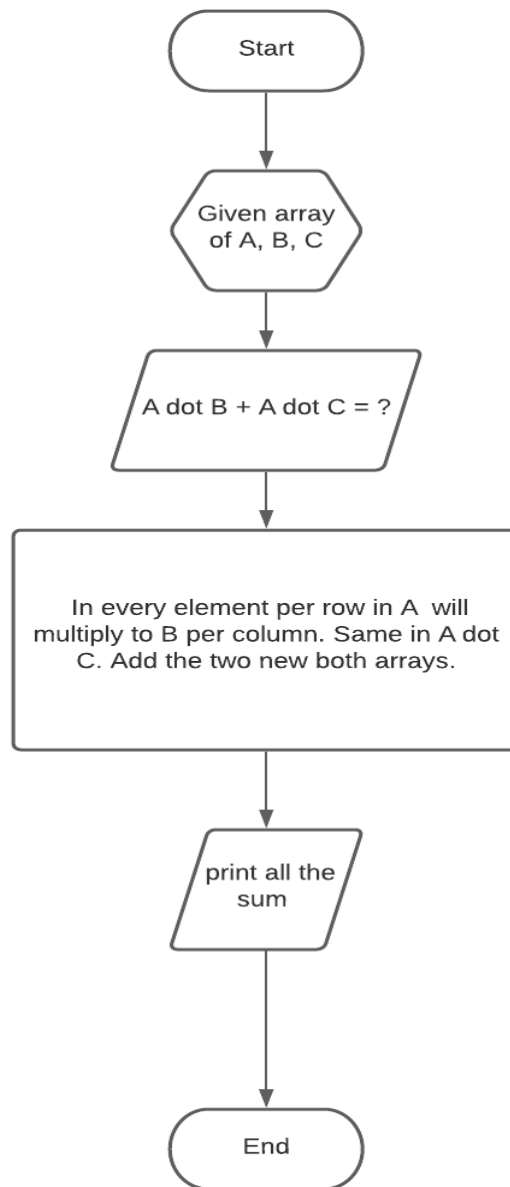 Start
Given array
of A, B, C
A dot B + A dot C = ?
In every element per row in A will
multiply to B per column. Same in A dot
C. Add the two new both arrays.
print all the
sum
End